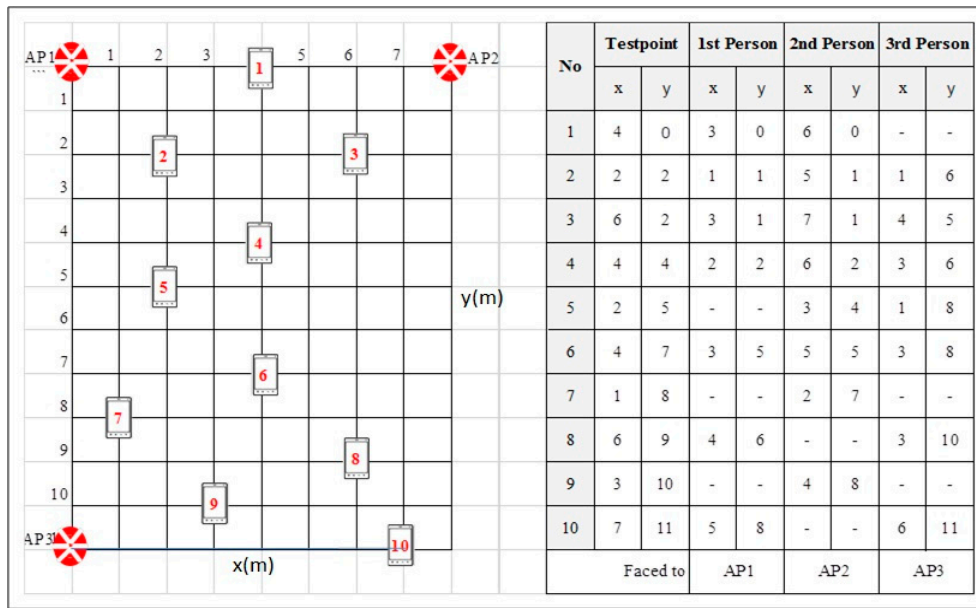 AP1 1 2 3 5 6 7 AP2
...
1
1
2
2
3
3
4
4
5
5
6
y(m)
7
6
8
7
9
8
10
9
AP3
10
x(m)
No Testpoint 1st Person 2nd Person 3rd Person
x y x y x y x y
1 4 0 3 0 6 0 - -
2 2 2 1 1 5 1 1 6
3 6 2 3 1 7 1 4 5
4 4 4 2 2 6 2 3 6
5 2 5 - - 3 4 1 8
6 4 7 3 5 5 5 3 8
7 1 8 - - 2 7 - -
8 6 9 4 6 - - 3 10
9 3 10 - - 4 8 - -
10 7 11 5 8 - - 6 11
Faced to AP1 AP2 AP3